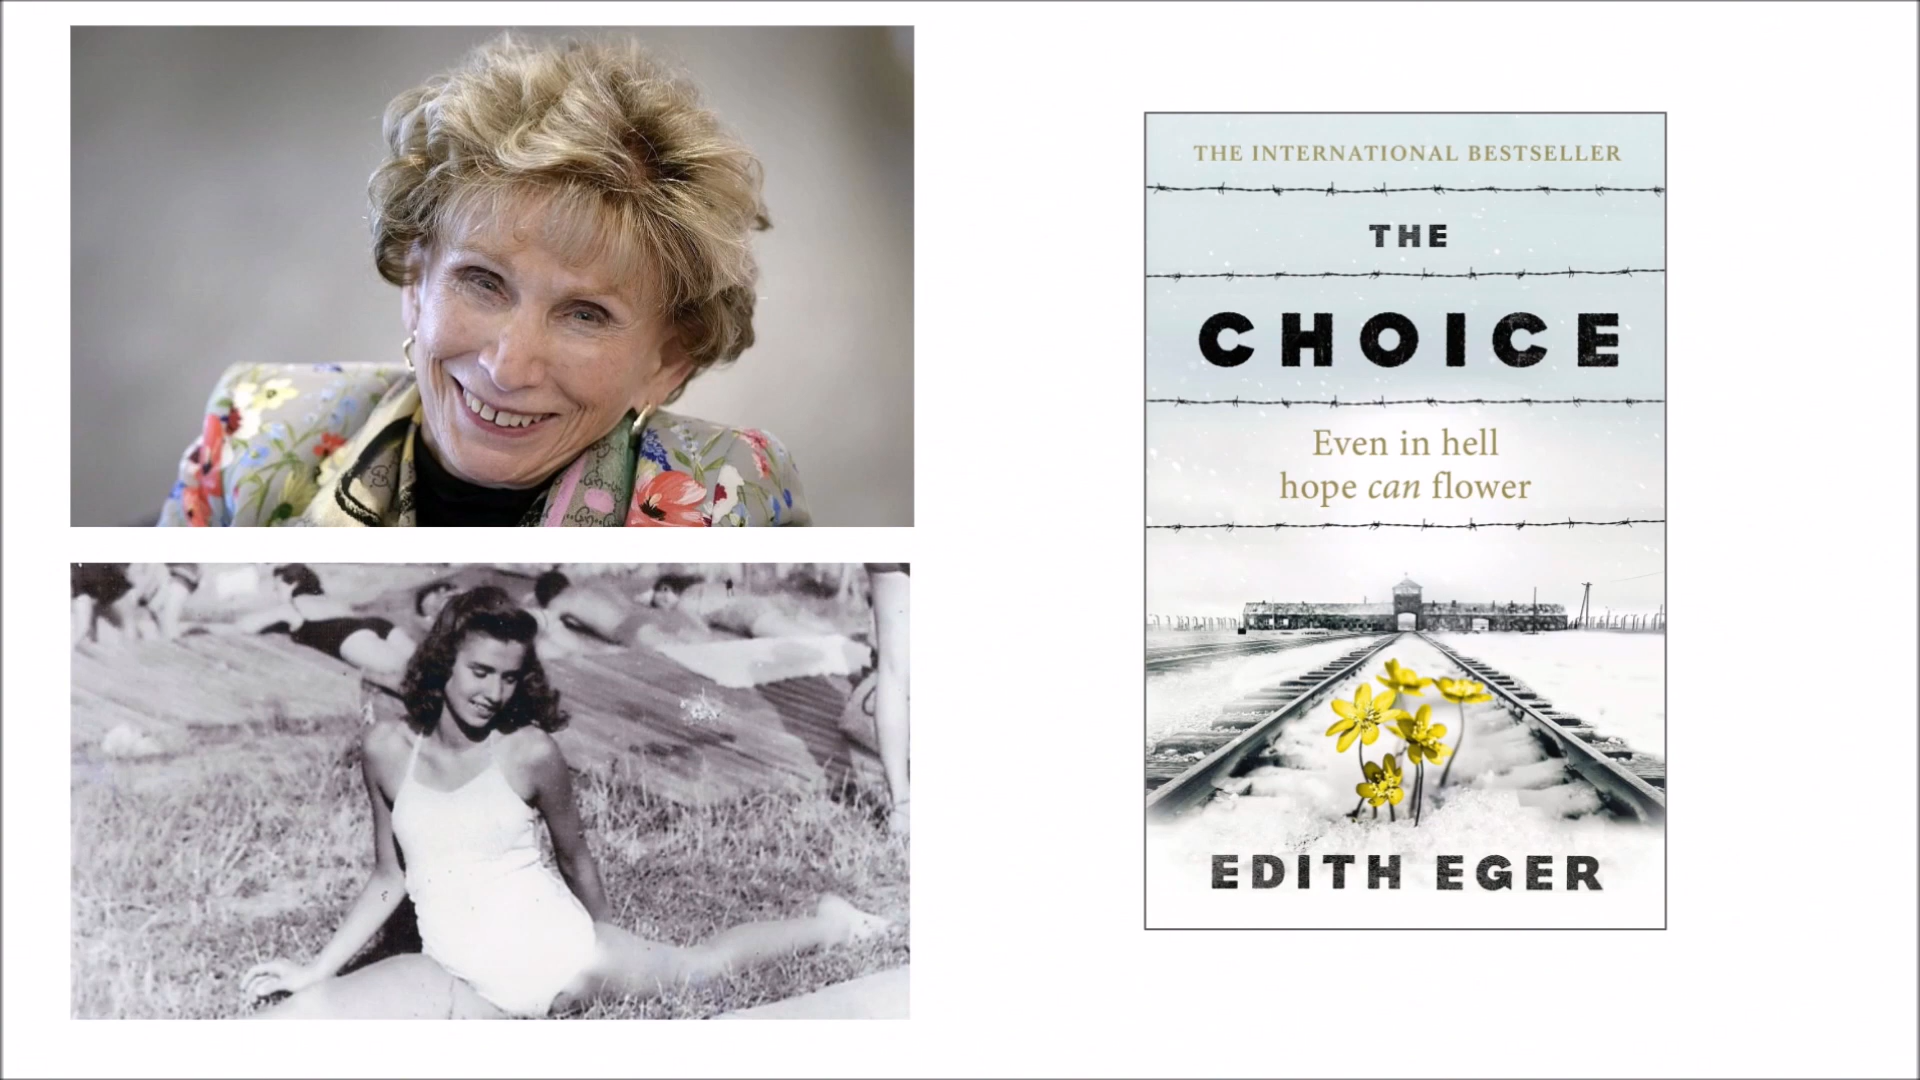 THE INTERNATIONAL BESTSELLER
THE
CHOICE
Even in hell
hope can flower
EDITH EGER